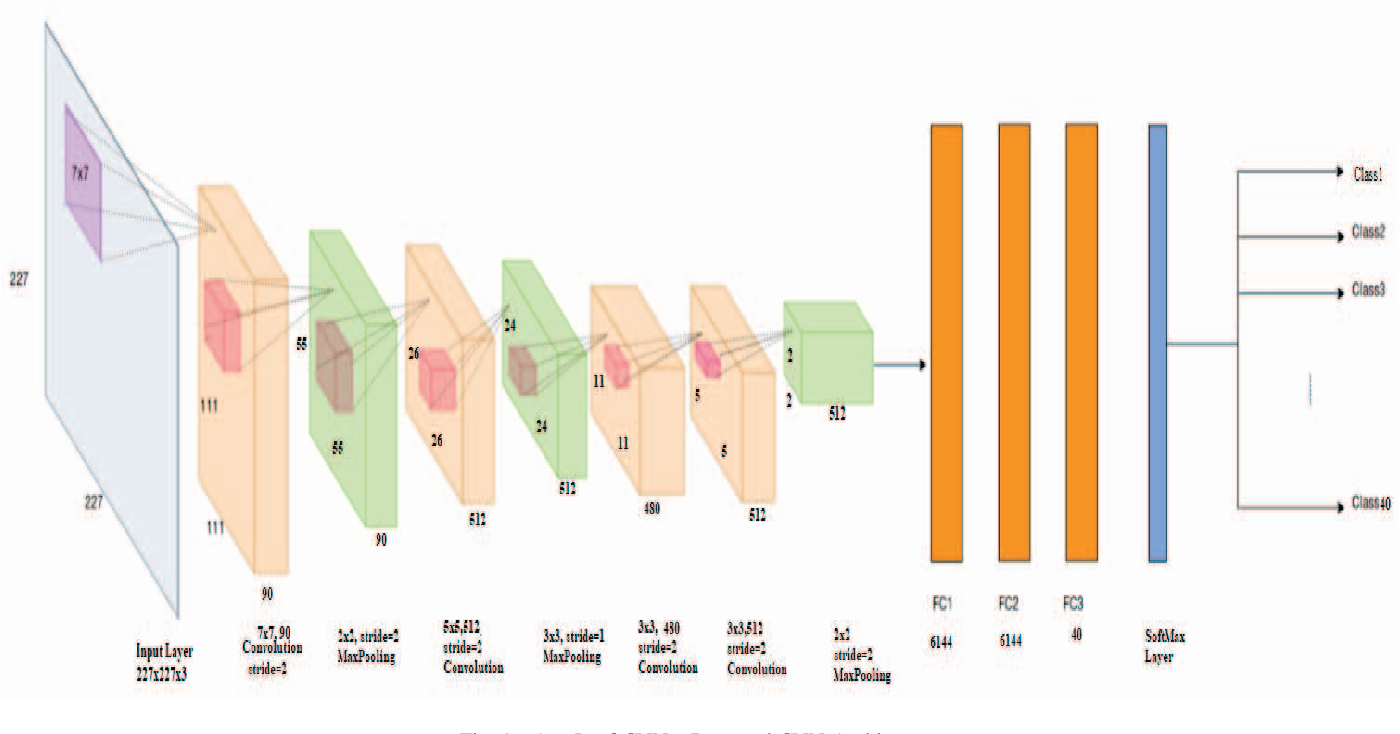 7x7
227
227
111
111
90
55
55
90
26
26
512
24
24
512
11
11
480
5
5
512
2
2
512
Class1
Class2
Class3
Class40
FC1
FC2
FC3
6144
6144
40
Input Layer
227x227x3
7x7, 90
Convolution
stride=2
2x2, stride=2
MaxPooling
5x5,512
stride=2
Convolution
3x3, stride=1
MaxPooling
3x3, 480
stride=2
Convolution
3x3,512
stride=2
Convolution
2x2
stride=2
MaxPooling
SoftMax
Layer